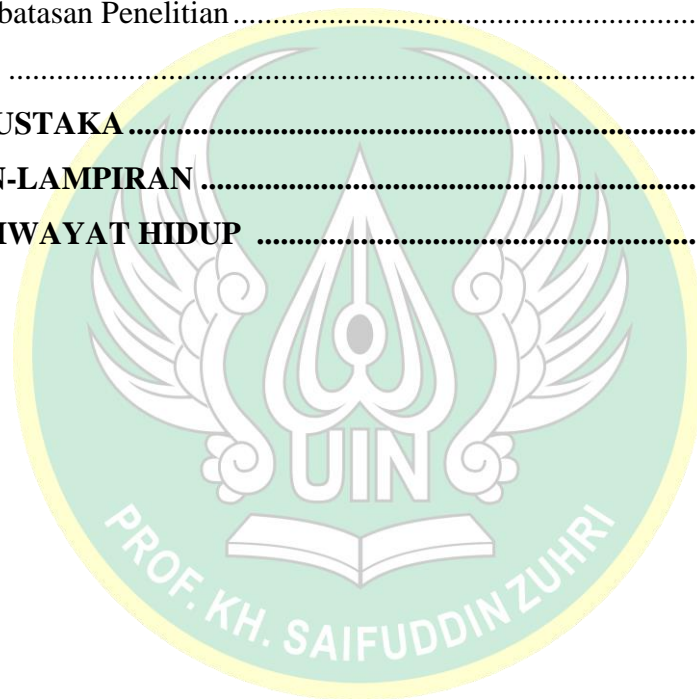 batasan Penelitian ........................................................................
........................................................................................................
USTAKA ........................................................................................
N-LAMPIRAN ..............................................................................
IWAYAT HIDUP ......................................................................
UIN
PROF. KH. SAIFUDDIN ZUHRI